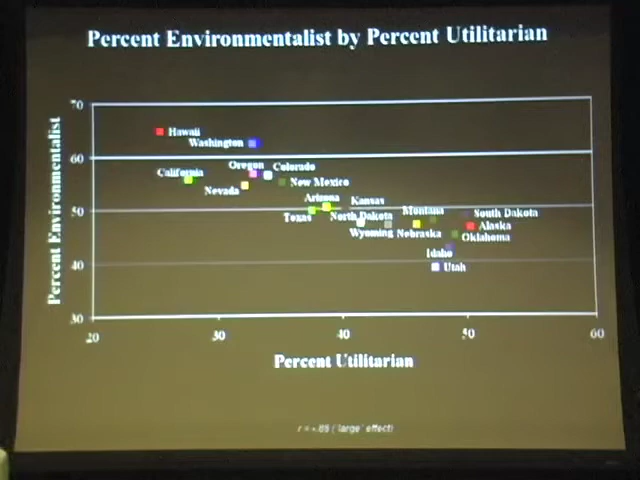 Percent Environmentalist by Percent Utilitarian
Percent Environmentalist
70
60
50
40
30
Hawaii
Washington
California
Oregon
Colorado
Nevada
New Mexico
Arizona
Kansas
Texas
North Dakota
Montana
South Dakota
Wyoming
Nebraska
Alaska
Oklahoma
Idaho
Utah
20
30
40
50
60
Percent Utilitarian
effect)